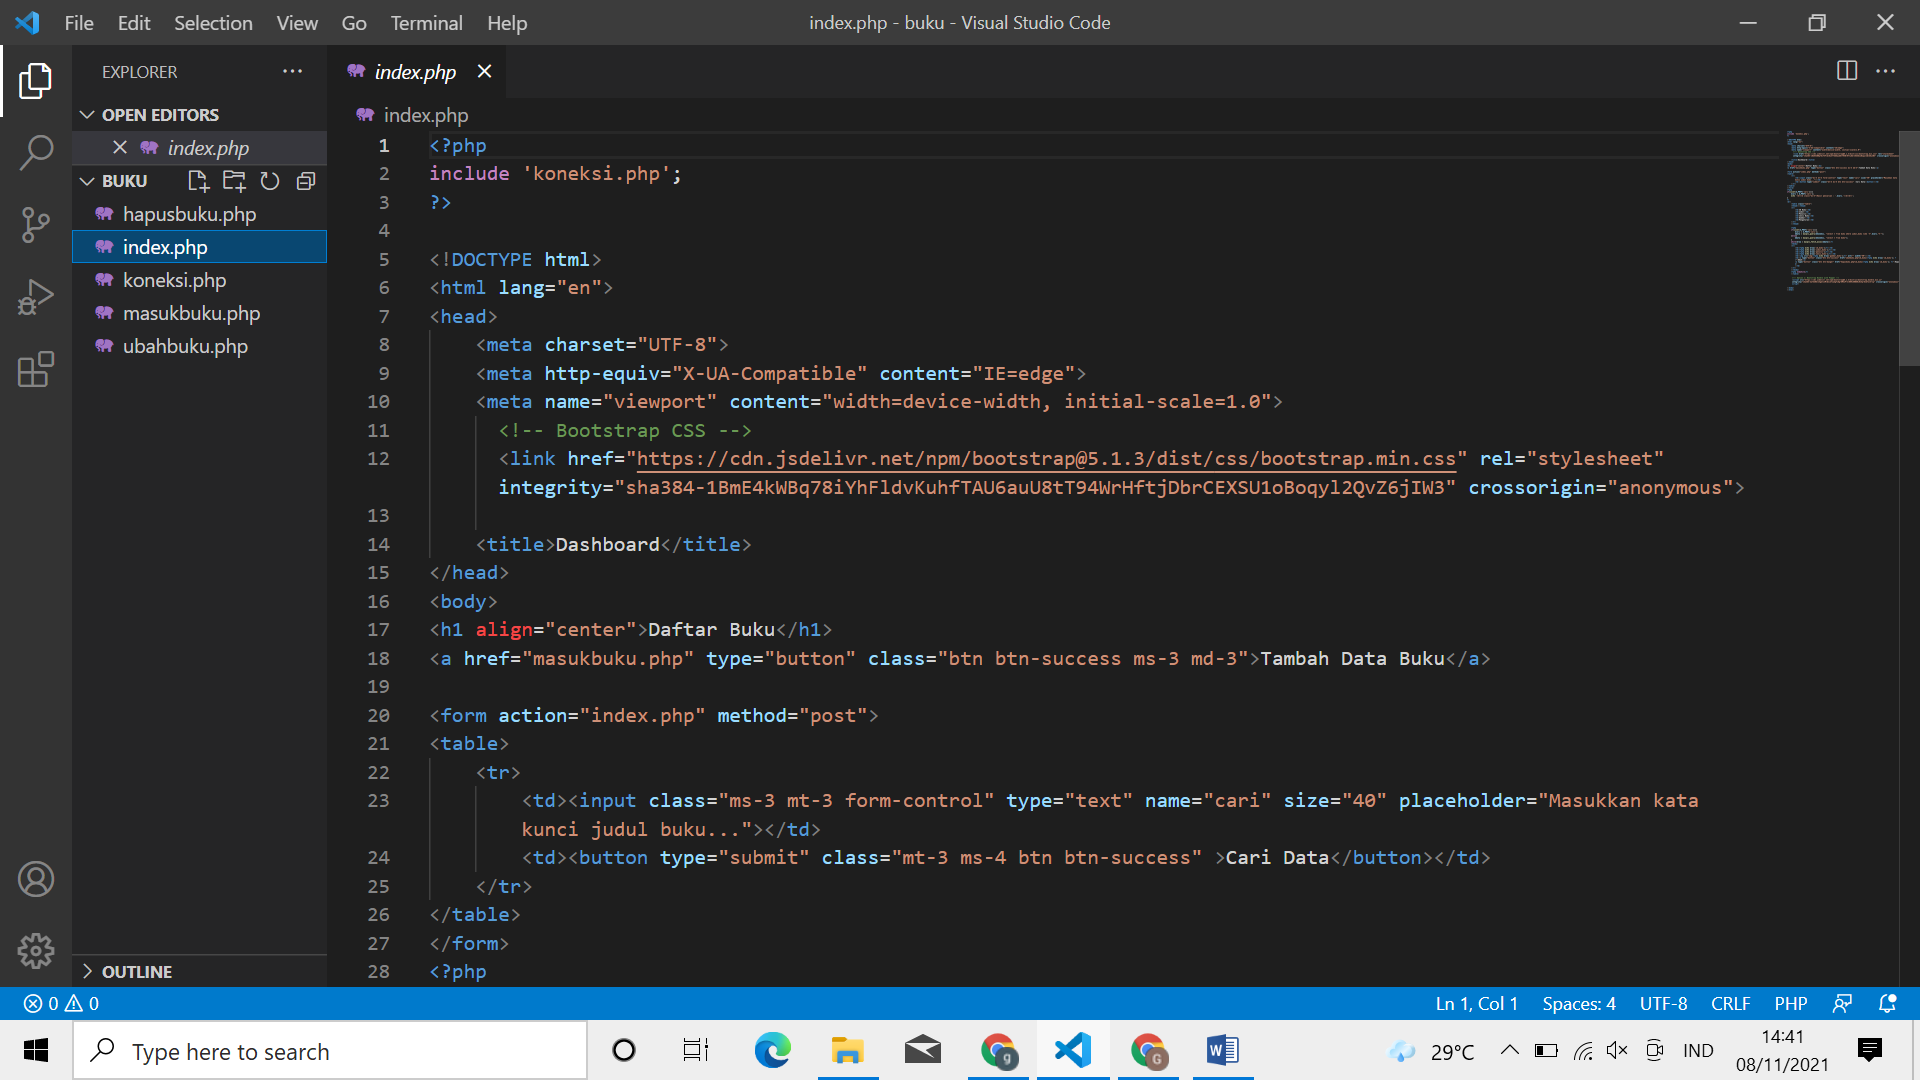 File Edit Selection View Go Terminal Help
index.php - buku - Visual Studio Code
EXPLORER
OPEN EDITORS
index.php
BUKU
hapusbuku.php
index.php
koneksi.php
masukbuku.php
ubahbuku.php
OUTLINE
index.php
index.php
1 <?php
2 include 'koneksi.php';
3 ?>
4
5 <!DOCTYPE html>
6 <html lang="en">
7 <head>
8 <meta charset="UTF-8">
9 <meta http-equiv="X-UA-Compatible" content="IE=edge">
10 <meta name="viewport" content="width=device-width, initial-scale=1.0">
11 <!-- Bootstrap CSS -->
12 <link href="https://cdn.jsdelivr.net/npm/bootstrap@5.1.3/dist/css/bootstrap.min.css" rel="stylesheet"
integrity="sha384-1BmE4kWBq78iYhFldvKuhfTAU6auU8tT94WrHftjDbrCEXSU1oBoqyl2QvZ6jIW3" crossorigin="anonymous">
13
14 <title>Dashboard</title>
15 </head>
16 <body>
17 <h1 align="center">Daftar Buku</h1>
18 <a href="masukbuku.php" type="button" class="btn btn-success ms-3 md-3">Tambah Data Buku</a>
19
20 <form action="index.php" method="post">
21 <table>
22 <tr>
23 <td><input class="ms-3 mt-3 form-control" type="text" name="cari" size="40" placeholder="Masukkan kata
kunci judul buku..."></td>
24 <td><button type="submit" class="mt-3 ms-4 btn btn-success" >Cari Data</button></td>
25 </tr>
26 </table>
27 </form>
28 <?php
0 0
Ln 1, Col 1 Spaces: 4 UTF-8 CRLF PHP
Type here to search
29°C
IND
14:41
08/11/2021